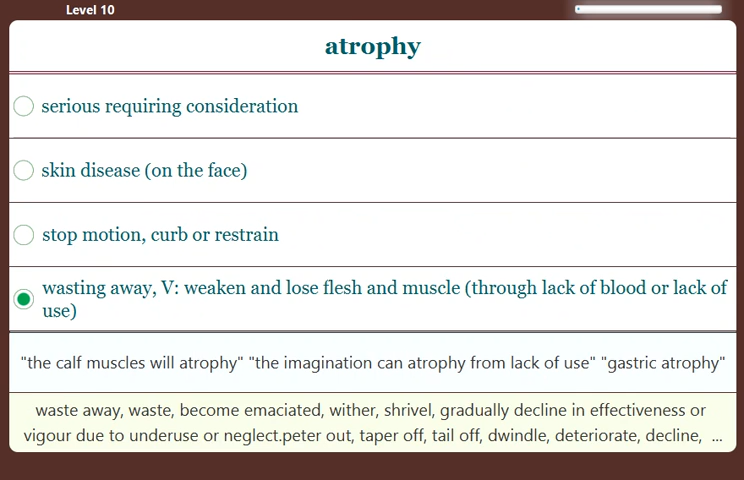 Level 10
atrophy
serious requiring consideration
skin disease (on the face)
stop motion, curb or restrain
wasting away, V: weaken and lose flesh and muscle (through lack of blood or lack of
use)
"the calf muscles will atrophy" "the imagination can atrophy from lack of use" "gastric atrophy"
waste away, waste, become emaciated, wither, shrivel, gradually decline in effectiveness or
vigour due to underuse or neglect.peter out, taper off, tail off, dwindle, deteriorate, decline, ...